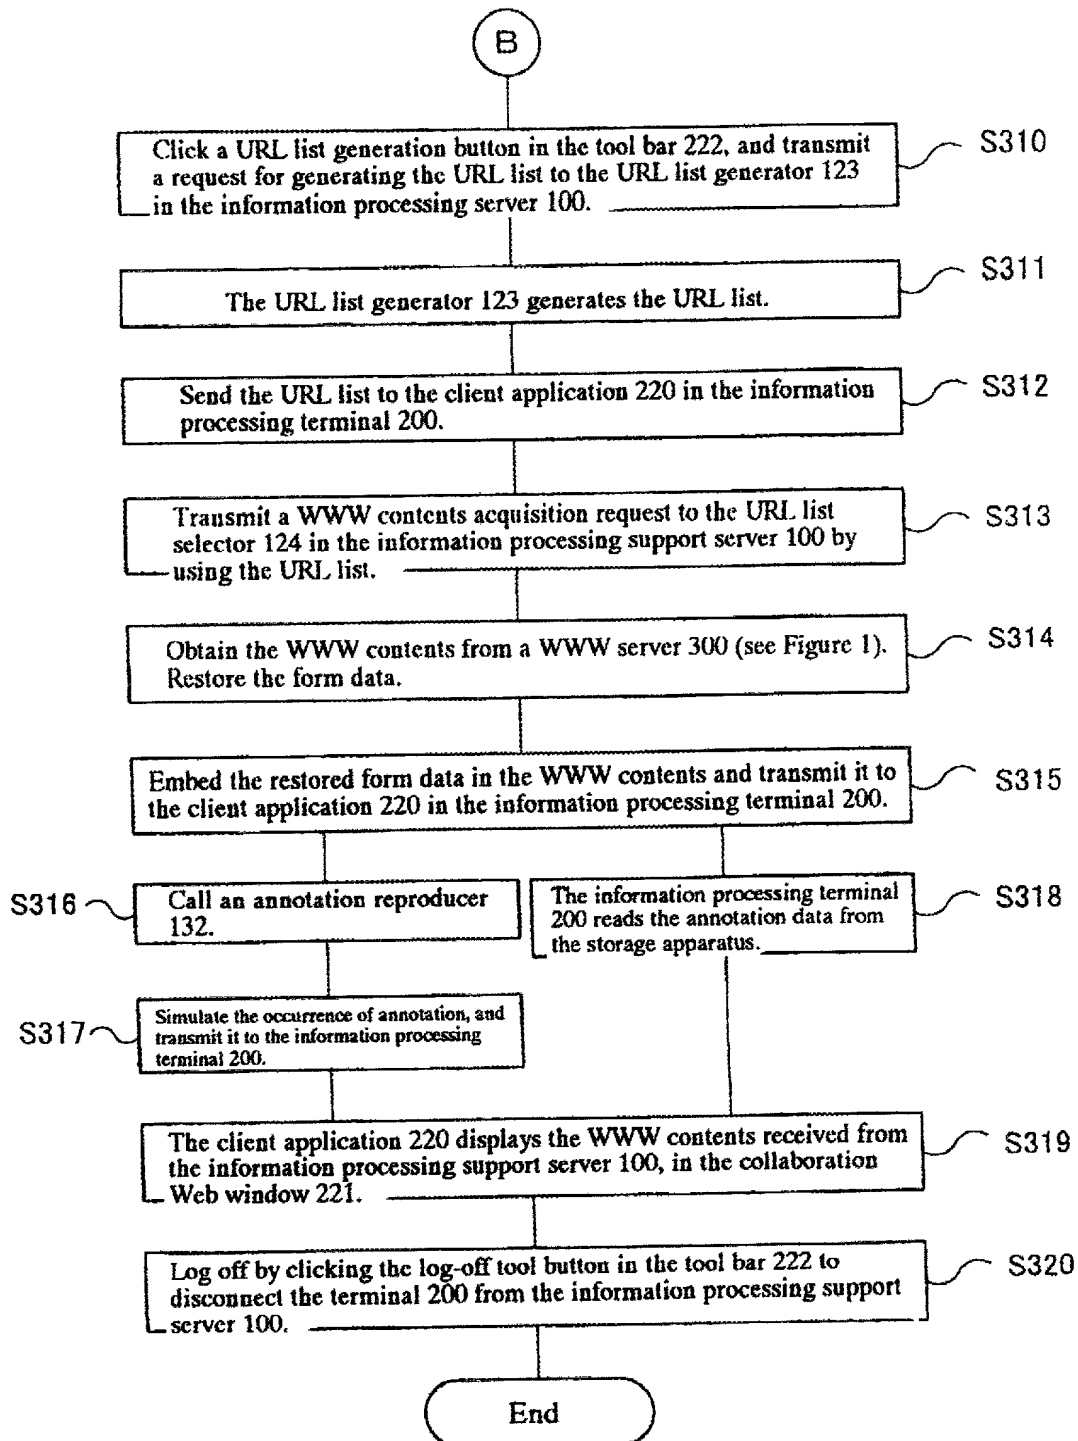 B
Click a URL list generation button in the tool bar 222, and transmit
a request for generating the URL list to the URL list generator 123
in the information processing server 100.
S310
The URL list generator 123 generates the URL list.
S311
Send the URL list to the client application 220 in the information
processing terminal 200.
S312
Transmit a WWW contents acquisition request to the URL list
selector 124 in the information processing support server 100 by
using the URL list.
S313
Obtain the WWW contents from a WWW server 300 (see Figure 1).
Restore the form data.
S314
Embed the restored form data in the WWW contents and transmit it to
the client application 220 in the information processing terminal 200.
S315
S316
Call an annotation reproducer
132.
The information processing terminal
200 reads the annotation data from
the storage apparatus.
S318
S317
Simulate the occurrence of annotation, and
transmit it to the information processing
terminal 200.
The client application 220 displays the WWW contents received from
the information processing support server 100, in the collaboration
Web window 221.
S319
Log off by clicking the log-off tool button in the tool bar 222 to
disconnect the terminal 200 from the information processing support
server 100.
S320
End